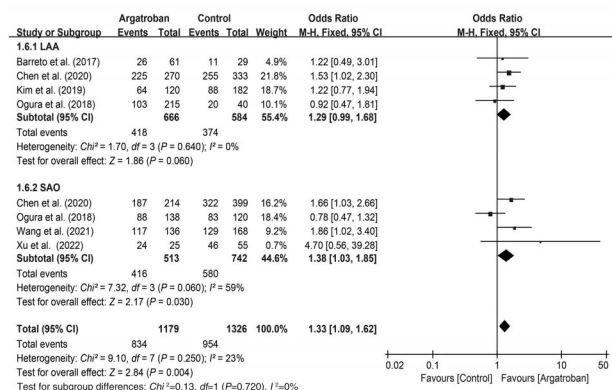 Argatroban Control Odds Ratio Odds Ratio
Study or Subgroup Events Total Events Total Weight M-H, Fixed, 95% CI M-H, Fixed, 95% CI
1.6.1 LAA
Barreto et al. (2017) 26 61 11 29 4.9% 1.22 [0.49, 3.01]
Chen et al. (2020) 225 270 255 333 21.8% 1.53 [1.02, 2.30]
Kim et al. (2019) 64 120 88 182 21.2% 1.22 [0.77, 1.94]
Ogura et al. (2018) 103 215 20 40 7.4% 0.92 [0.47, 1.81]
Subtotal (95% CI) 666 584 55.4% 1.29 [0.99, 1.68]
Total events 418 374
Heterogeneity: Chi² = 1.70, df = 3 (P = 0.640); I² = 0%
Test for overall effect: Z = 1.86 (P = 0.060)
1.6.2 SAO
Chen et al. (2020) 187 214 322 399 16.2% 1.66 [1.03, 2.66]
Ogura et al. (2018) 88 138 83 120 18.4% 0.78 [0.47, 1.32]
Wang et al. (2021) 117 136 129 168 9.2% 1.86 [1.02, 3.40]
Xu et al. (2022) 24 25 46 55 0.7% 4.70 [0.56, 39.28]
Subtotal (95% CI) 513 742 44.6% 1.38 [1.03, 1.85]
Total events 416 580
Heterogeneity: Chi² = 7.32, df = 3 (P = 0.060); I² = 59%
Test for overall effect: Z = 2.17 (P = 0.030)
Total (95% CI) 1179 1326 100.0% 1.33 [1.09, 1.62]
Total events 834 954
Heterogeneity: Chi² = 9.10, df = 7 (P = 0.250); I² = 23%
Test for overall effect: Z = 2.84 (P = 0.004)
Test for subgroup differences: Chi²=0.13, df=1 (P=0.720), I²=0%
0.02 0.1 1 10 50
Favours [Control] Favours [Argatroban]